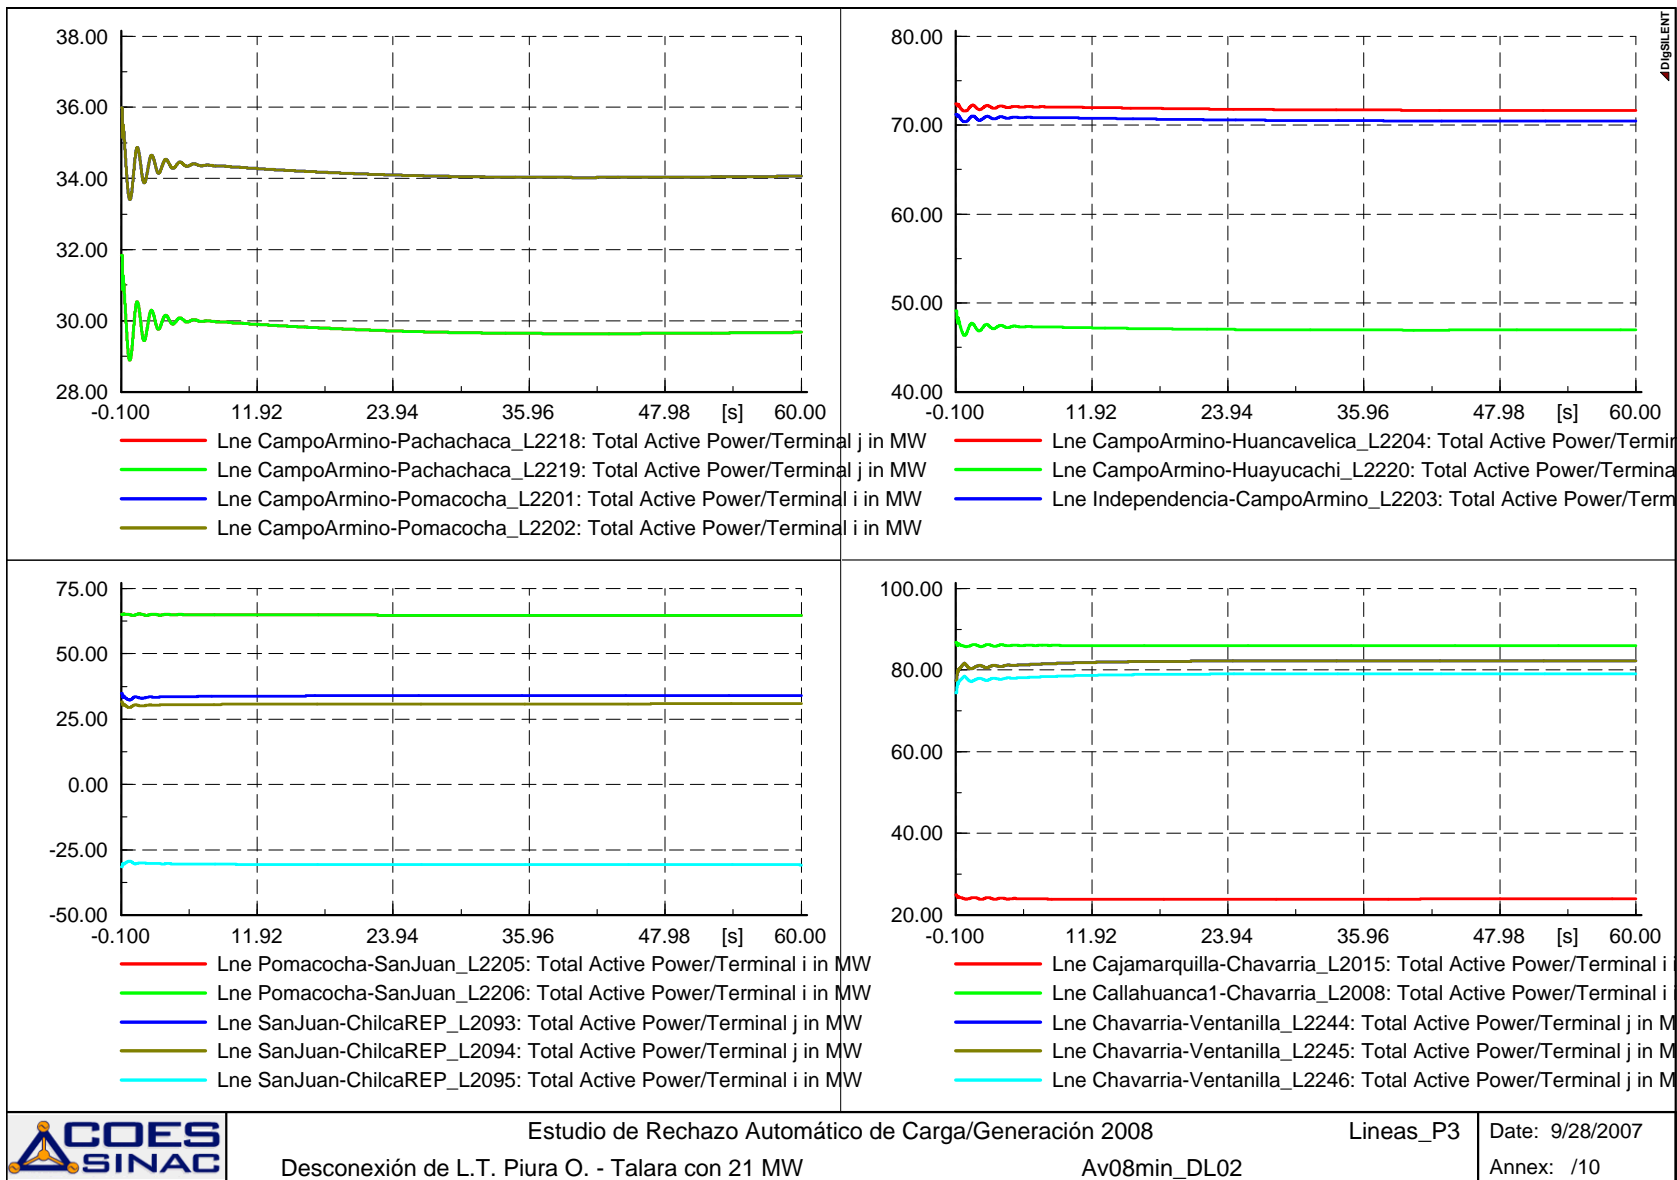 38.00
36.00
34.00
32.00
30.00
28.00
-0.100 11.92 23.94 35.96 47.98 [s] 60.00
Lne CampoArmino-Pachachaca_L2218: Total Active Power/Terminal j in MW
Lne CampoArmino-Pachachaca_L2219: Total Active Power/Terminal j in MW
Lne CampoArmino-Pomacocha_L2201: Total Active Power/Terminal i in MW
Lne CampoArmino-Pomacocha_L2202: Total Active Power/Terminal i in MW
DIgSILENT
80.00
70.00
60.00
50.00
40.00
-0.100 11.92 23.94 35.96 47.98 [s] 60.00
Lne CampoArmino-Huancavelica_L2204: Total Active Power/Termin
Lne CampoArmino-Huayucachi_L2220: Total Active Power/Termina
Lne Independencia-CampoArmino_L2203: Total Active Power/Term
75.00
50.00
25.00
0.00
-25.00
-50.00
-0.100 11.92 23.94 35.96 47.98 [s] 60.00
Lne Pomacocha-SanJuan_L2205: Total Active Power/Terminal i in MW
Lne Pomacocha-SanJuan_L2206: Total Active Power/Terminal i in MW
Lne SanJuan-ChilcaREP_L2093: Total Active Power/Terminal j in MW
Lne SanJuan-ChilcaREP_L2094: Total Active Power/Terminal j in MW
Lne SanJuan-ChilcaREP_L2095: Total Active Power/Terminal i in MW
100.00
80.00
60.00
40.00
20.00
-0.100 11.92 23.94 35.96 47.98 [s] 60.00
Lne Cajamarquilla-Chavarria_L2015: Total Active Power/Terminal i i
Lne Callahuanca1-Chavarria_L2008: Total Active Power/Terminal i i
Lne Chavarria-Ventanilla_L2244: Total Active Power/Terminal j in M
Lne Chavarria-Ventanilla_L2245: Total Active Power/Terminal j in M
Lne Chavarria-Ventanilla_L2246: Total Active Power/Terminal j in M
COES
SINAC
Estudio de Rechazo Automático de Carga/Generación 2008 Lineas_P3
Desconexión de L.T. Piura O. - Talara con 21 MW Av08min_DL02
Date: 9/28/2007
Annex: /10